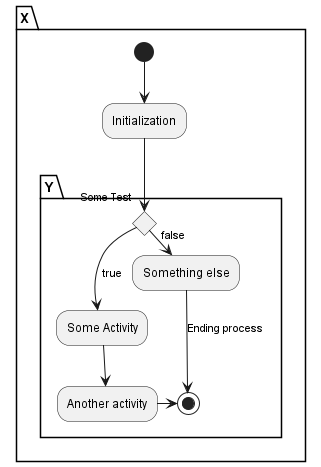 X
Initialization
Y
Some Test
false
Something else
true
Some Activity
Ending process
Another activity